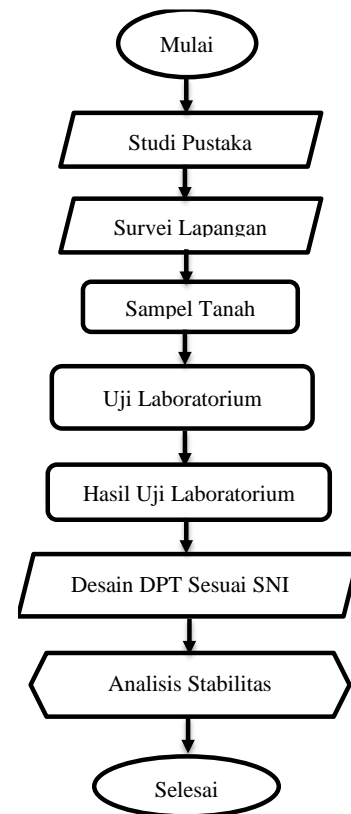 Mulai
Studi Pustaka
Survei Lapangan
Sampel Tanah
Uji Laboratorium
Hasil Uji Laboratorium
Desain DPT Sesuai SNI
Analisis Stabilitas
Selesai